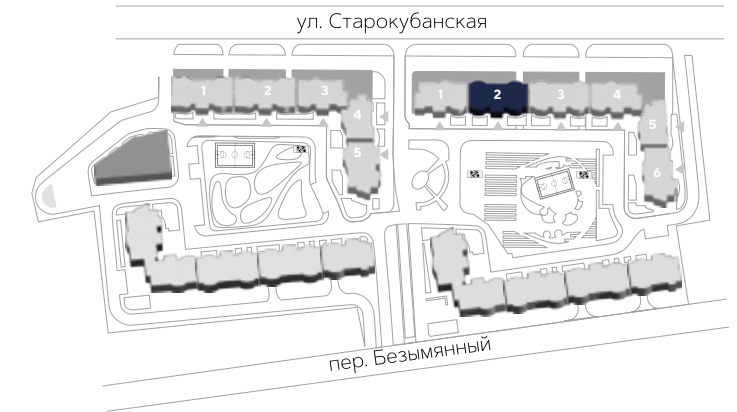 ул. Старокубанская
1 2 3 1 2 3 4
4 5
5 6
пер. Безымянный